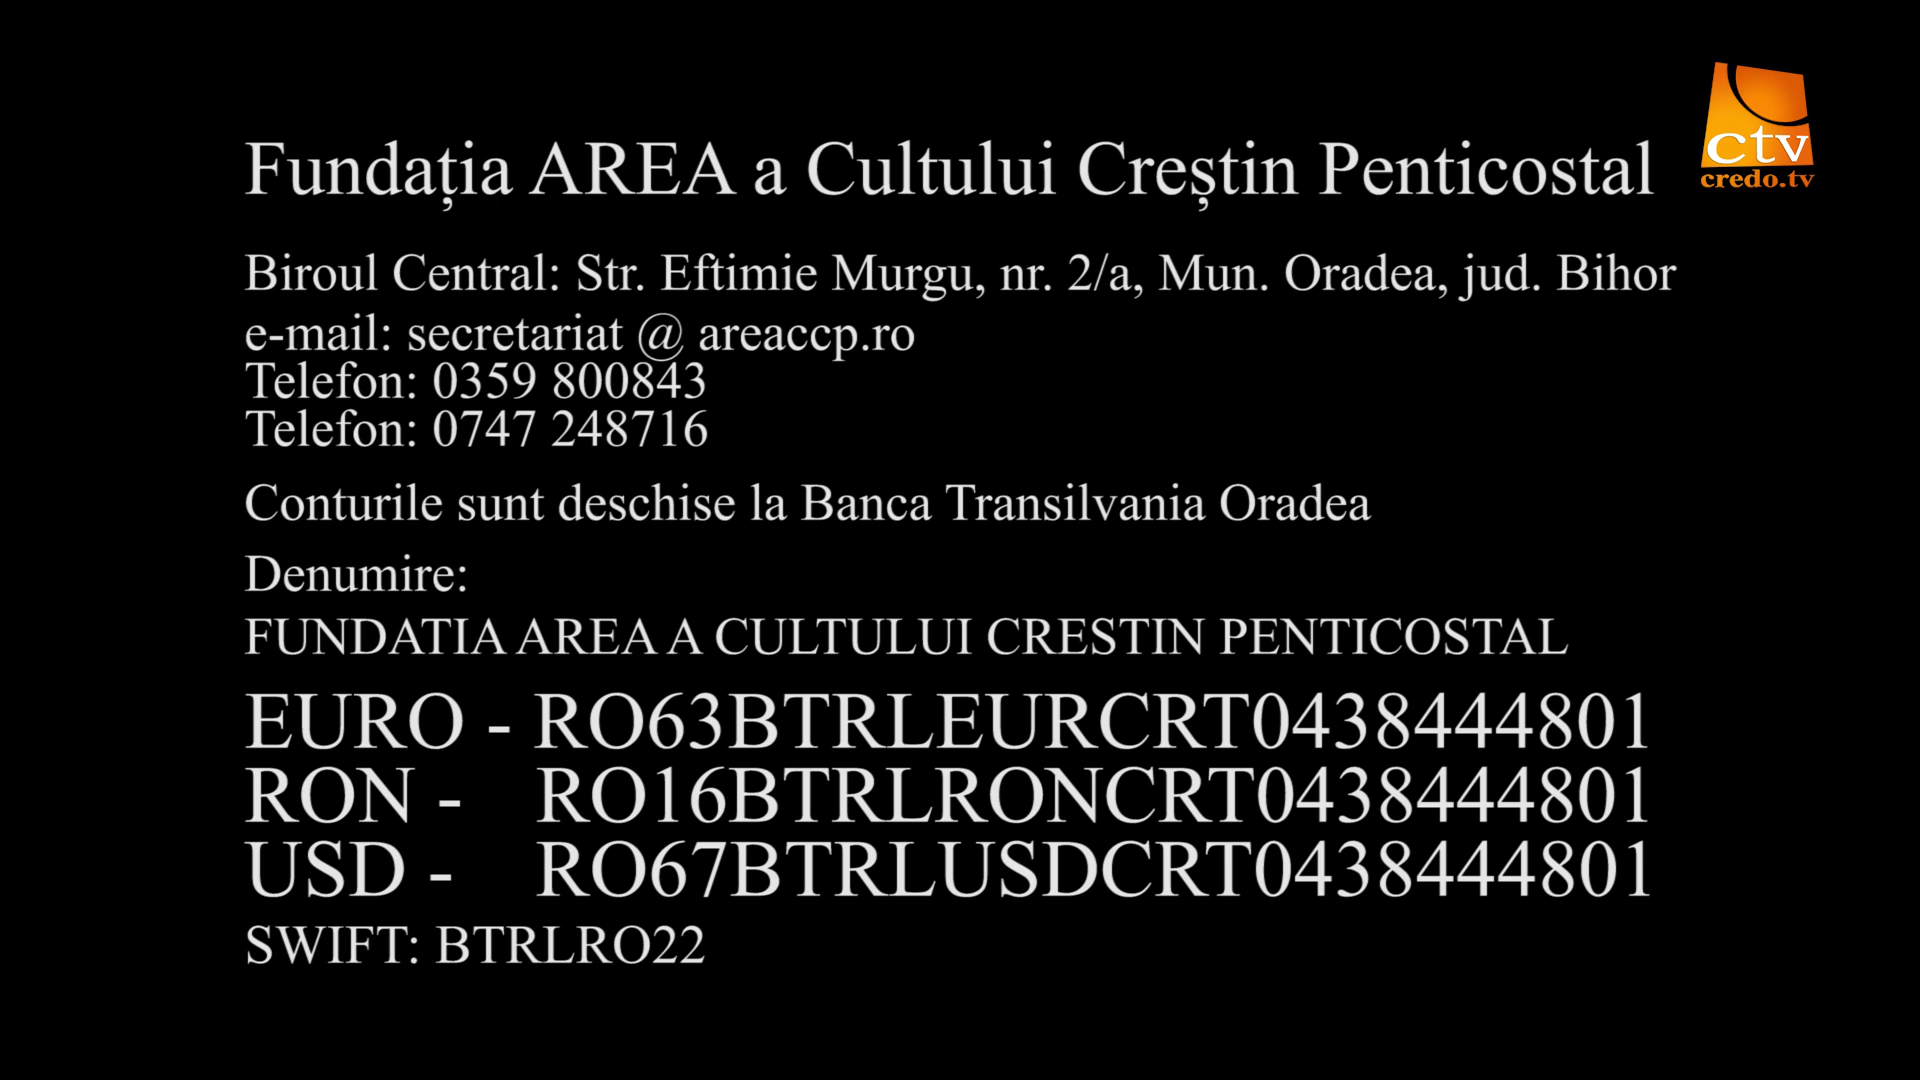 Fundația AREA a Cultului Creștin Penticostal
ctv
credo.tv
Biroul Central: Str. Eftimie Murgu, nr. 2/a, Mun. Oradea, jud. Bihor
e-mail: secretariat @ areaccp.ro
Telefon: 0359 800843
Telefon: 0747 248716
Conturile sunt deschise la Banca Transilvania Oradea
Denumire:
FUNDATIA AREA A CULTULUI CRESTIN PENTICOSTAL
EURO - RO63BTRLEURCRT0438444801
RON - RO16BTRLRONCRT0438444801
USD - RO67BTRLUSDCRT0438444801
SWIFT: BTRLRO22